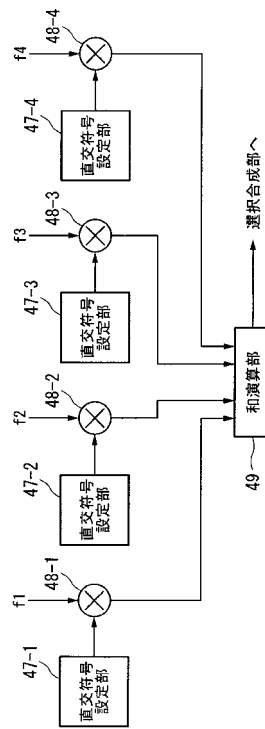 f1
47-1
48-1
直交符号
設定部
f2
47-2
48-2
直交符号
設定部
f3
47-3
48-3
直交符号
設定部
f4
47-4
48-4
直交符号
設定部
49
和演算部
選択合成部へ